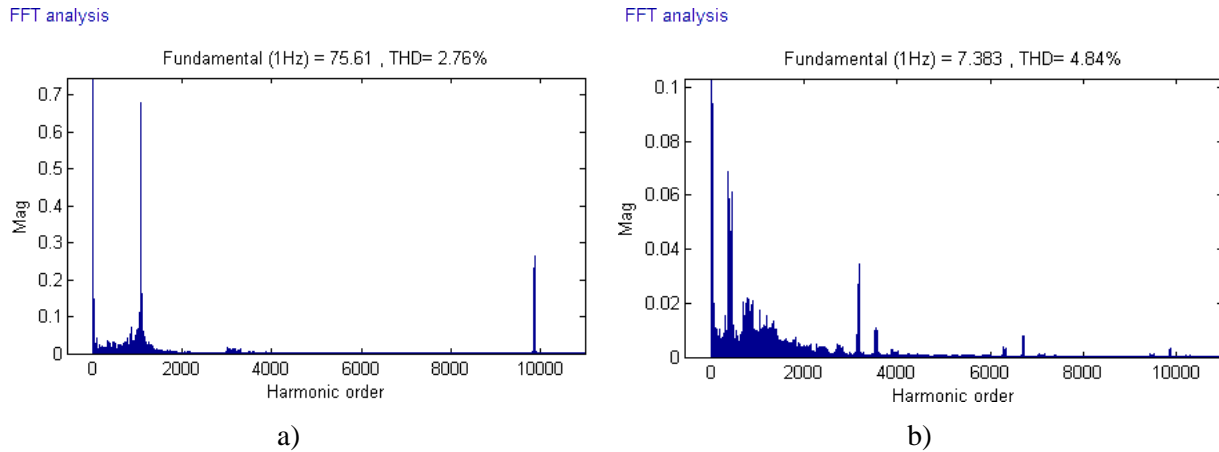 FFT analysis
Fundamental (1Hz) = 75.61 , THD= 2.76%
0.7
0.6
0.5
0.4
0.3
0.2
0.1
0
Mag
0
2000
4000
6000
8000
10000
Harmonic order
a)
FFT analysis
Fundamental (1Hz) = 7.383 , THD= 4.84%
0.1
0.08
0.06
0.04
0.02
0
Mag
0
2000
4000
6000
8000
10000
Harmonic order
b)